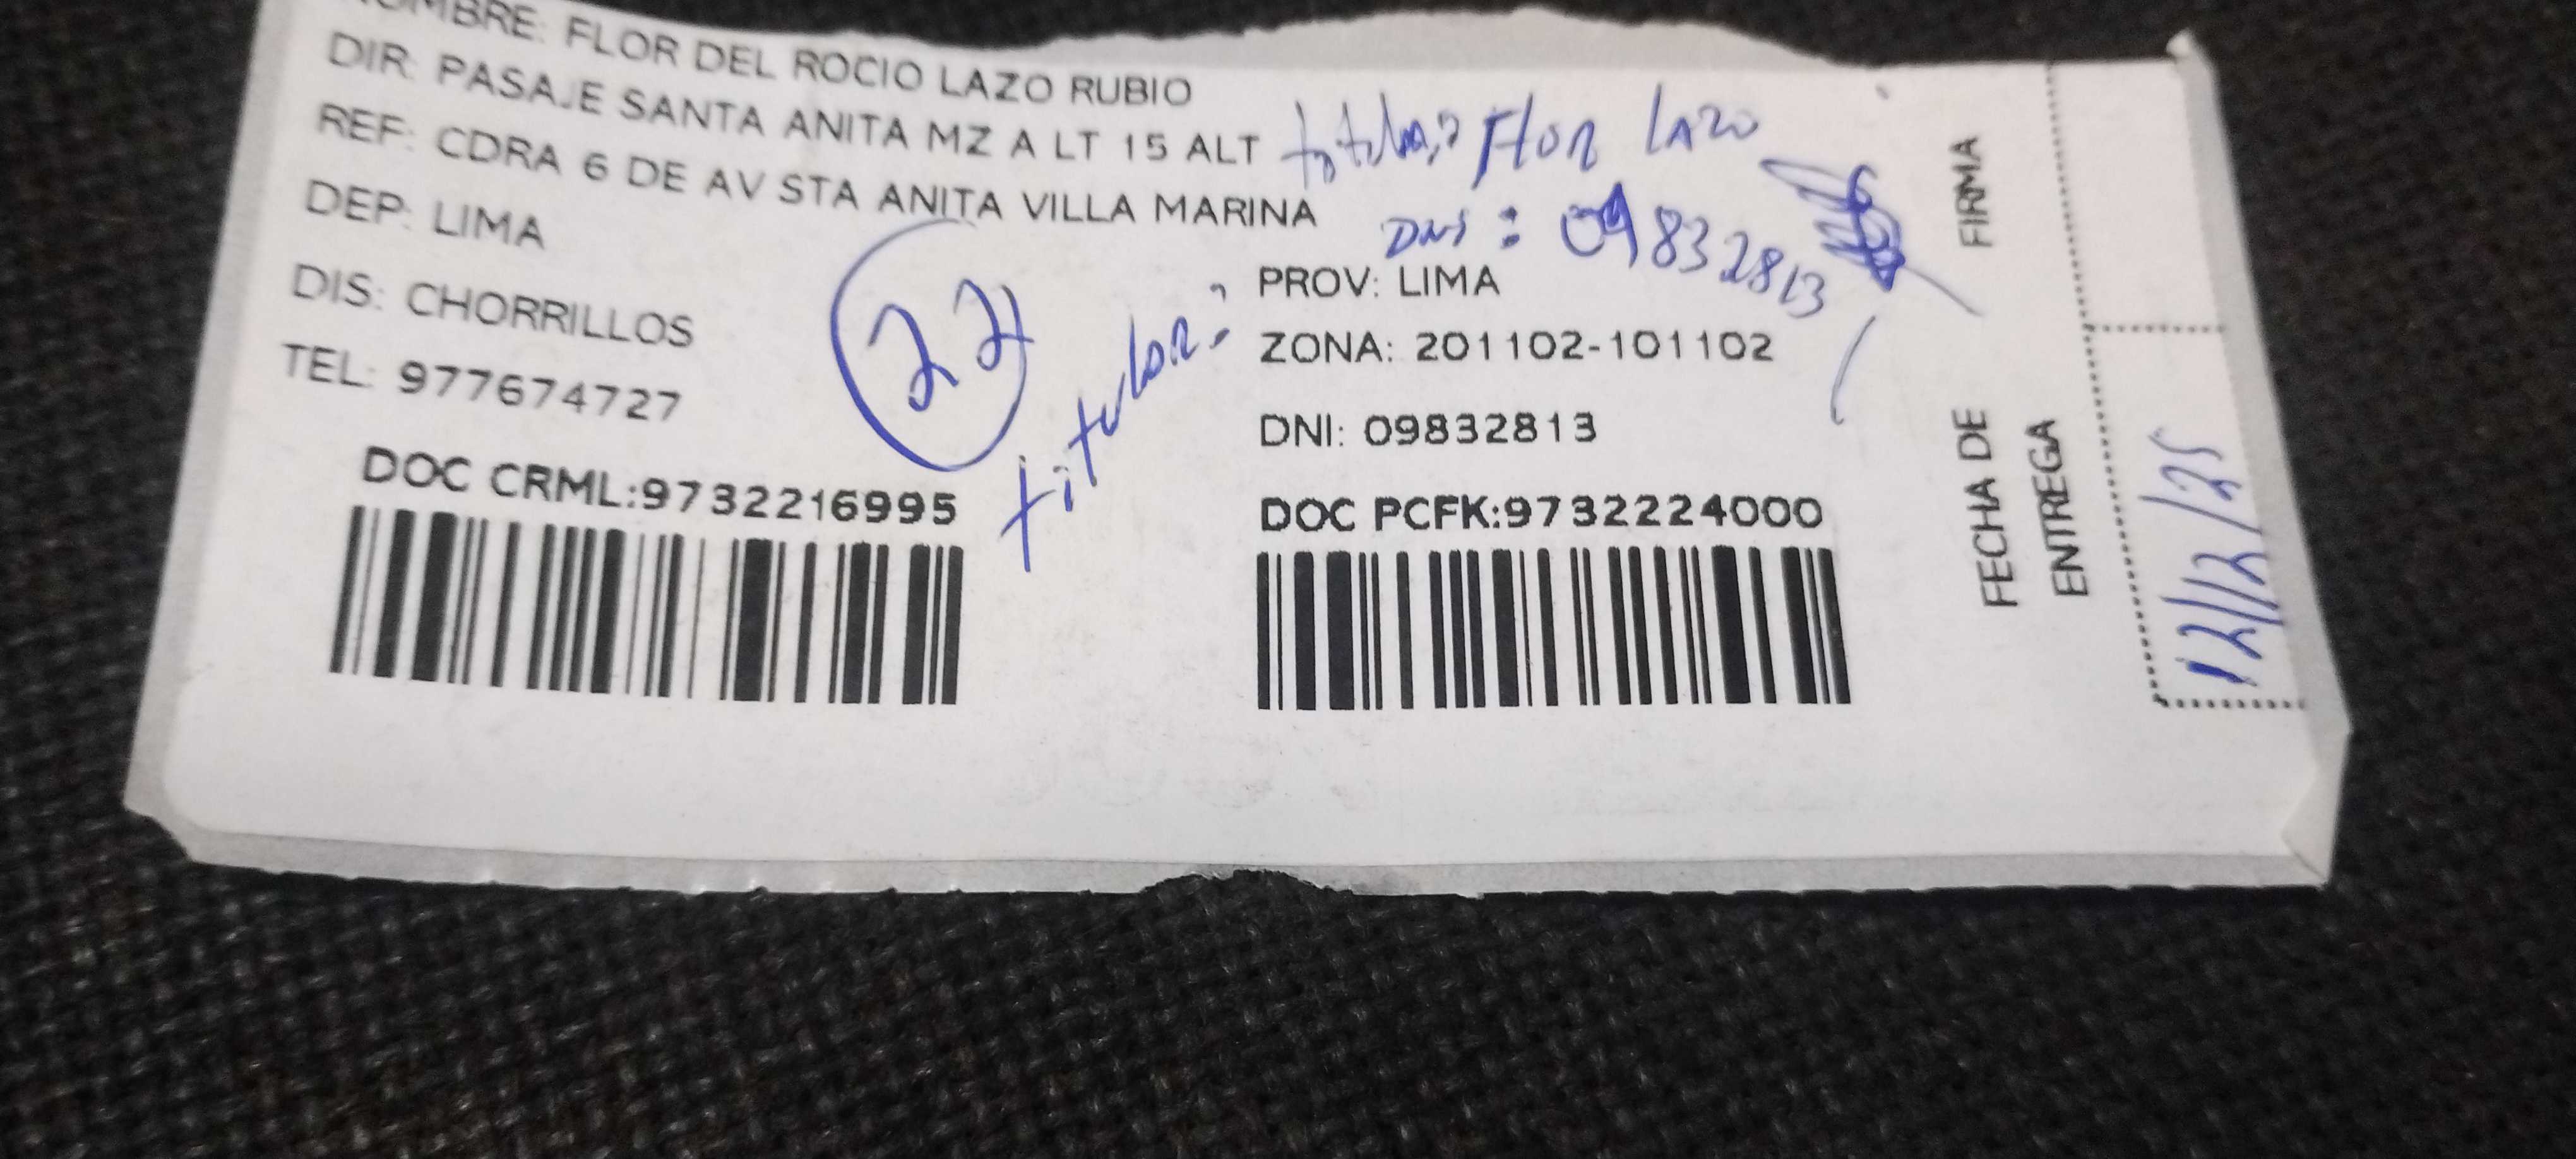 NOMBRE: FLOR DEL ROCIO LAZO RUBIO
DIR: PASAJE SANTA ANITA MZ A LT 15 ALT
REF: CDRA 6 DE AV STA ANITA VILLA MARINA
Flor Lazo
DNI: 09832813
DEP: LIMA
PROV: LIMA
DIS: CHORRILLOS
ZONA: 201102-101102
TEL: 977674727
DNI: 09832813
22
titular:
DOC CRML:9732216995
DOC PCFK:9732224000
FIRMA
FECHA DE
ENTREGA
12/12/25